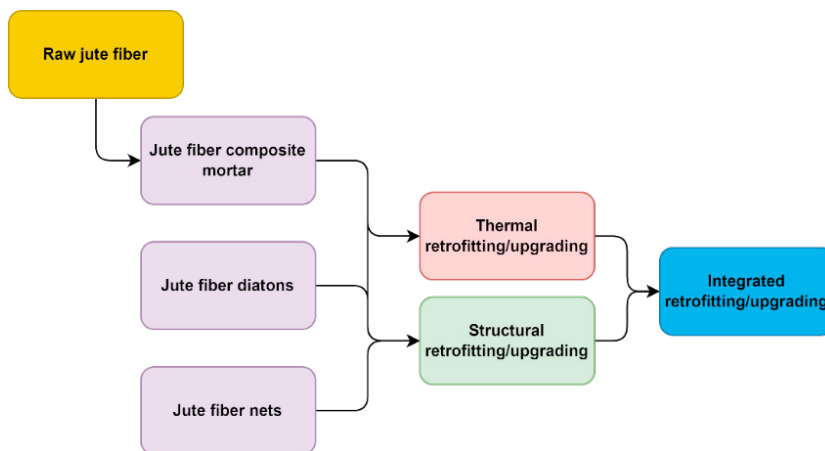 Raw jute fiber
Jute fiber composite
mortar
Jute fiber diatons
Jute fiber nets
Thermal
retrofitting/upgrading
Structural
retrofitting/upgrading
Integrated
retrofitting/upgrading